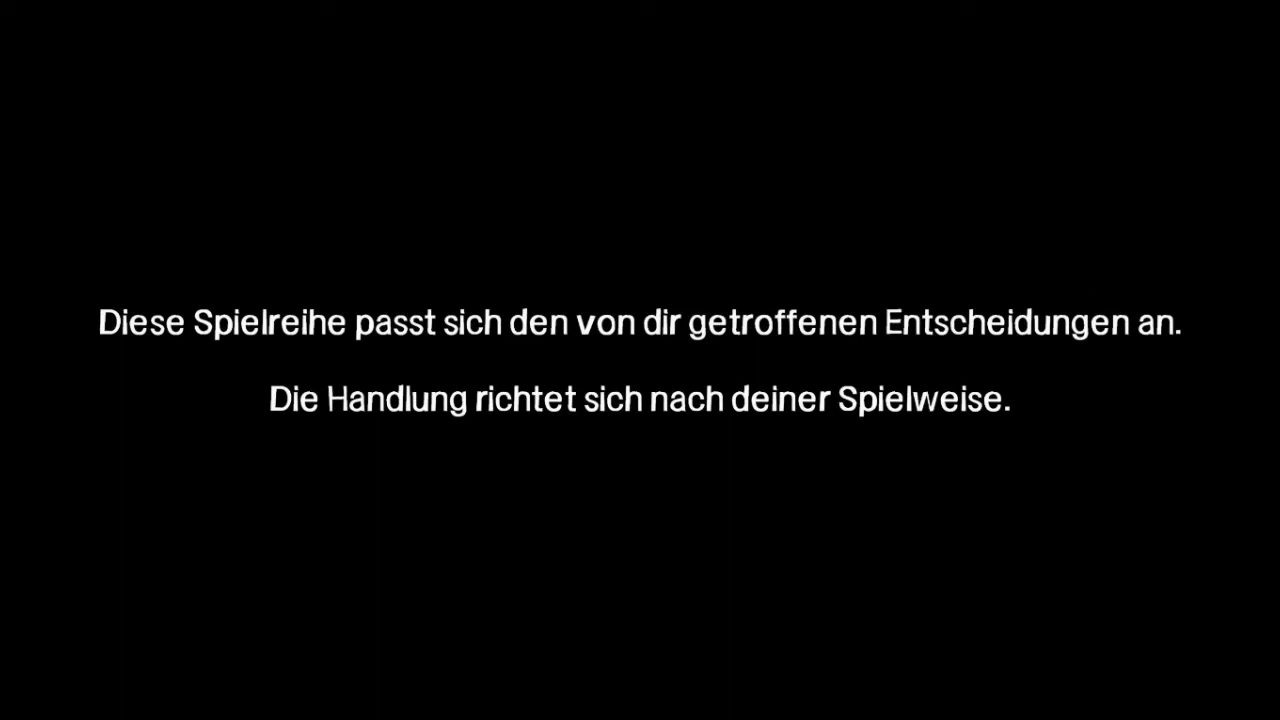 Diese Spielreihe passt sich den von dir getroffenen Entscheidungen an.
Die Handlung richtet sich nach deiner Spielweise.